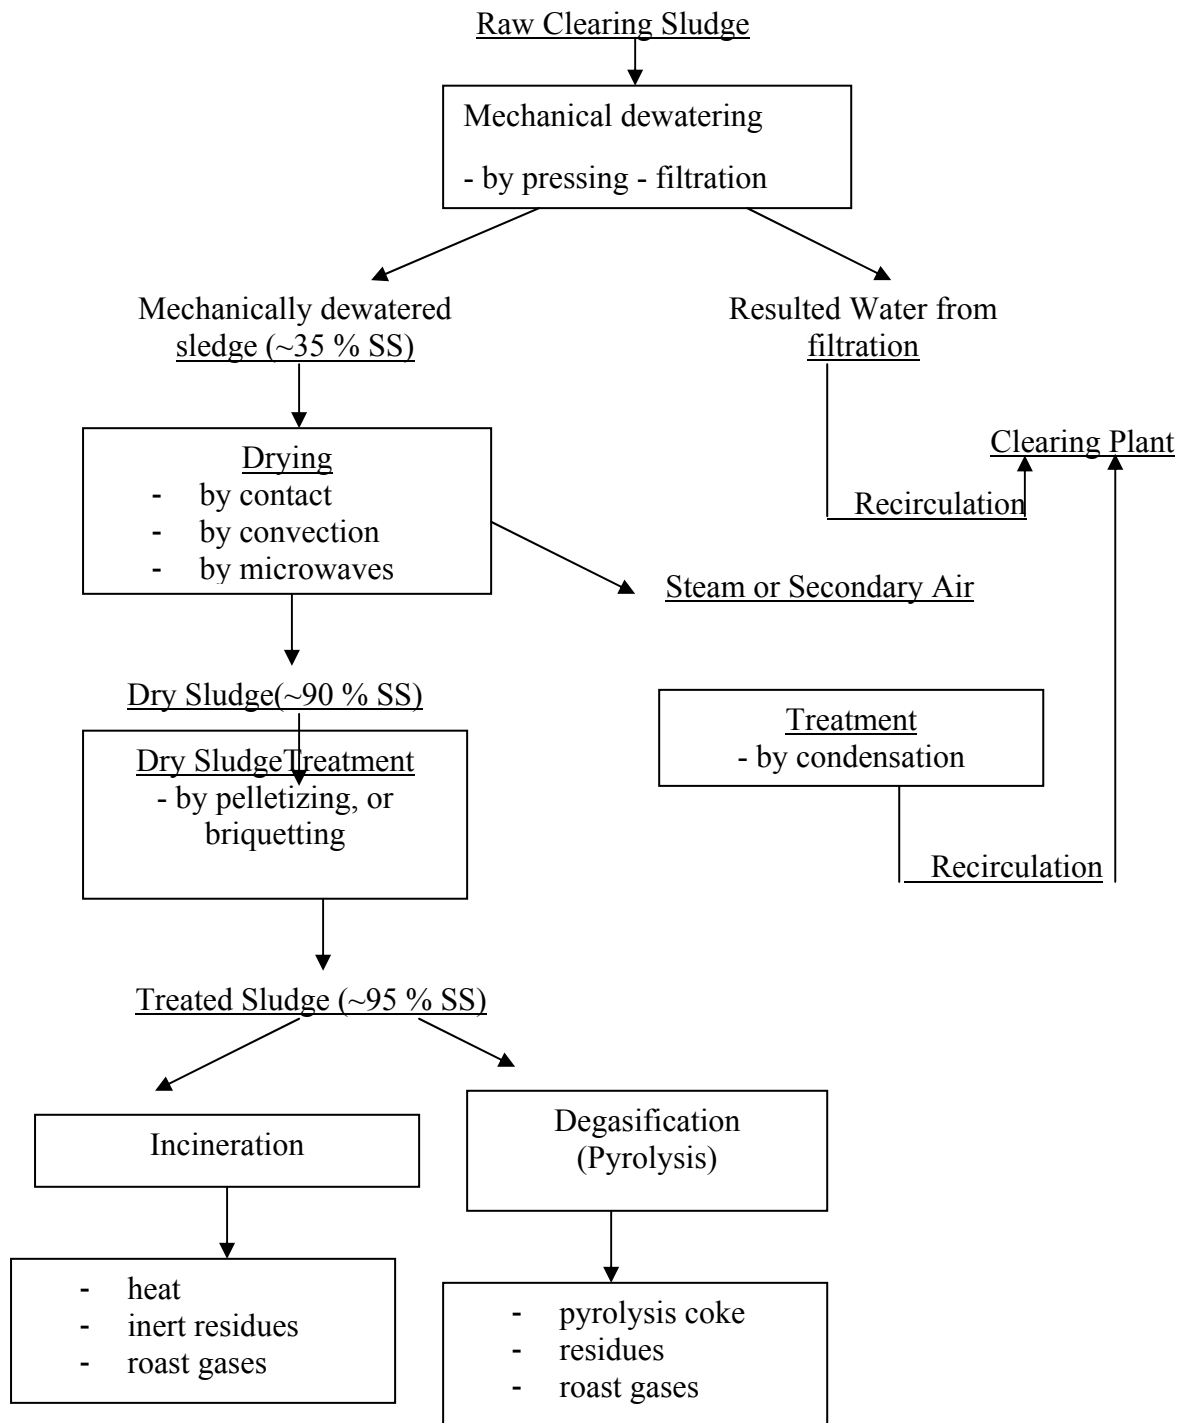 Raw Clearing Sludge
Mechanical dewatering
- by pressing - filtration
Mechanically dewatered
sledge (~35 % SS)
Resulted Water from
filtration
Clearing Plant
Recirculation
Drying
- by contact
- by convection
- by microwaves
Steam or Secondary Air
Dry Sludge(~90 % SS)
Treatment
- by condensation
Dry SludgeTreatment
- by pelletizing, or
briquetting
Recirculation
Treated Sludge (~95 % SS)
Incineration
Degasification
(Pyrolysis)
- heat
- inert residues
- roast gases
- pyrolysis coke
- residues
- roast gases